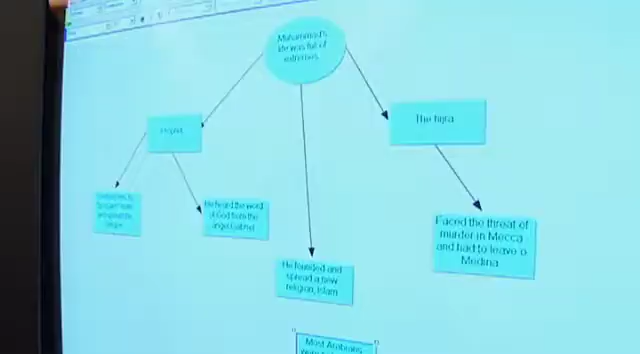 Muhammad's
life was full of
extremes.
Prophet
The hijra
He heard the word
of God from the
angel Gabriel
Faced the threat of
murder in Mecca
and had to leave o
Medina
He founded and
spread a new
religion, Islam
Most Arabians